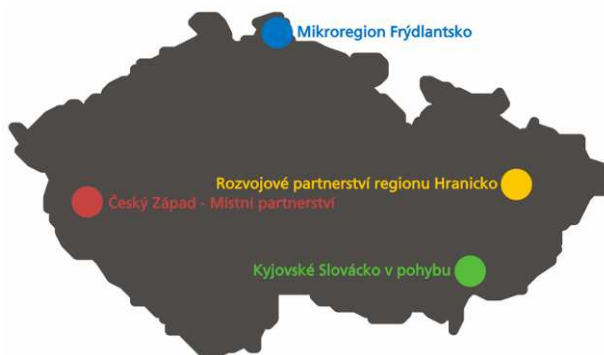 Mikroregion Frýdlantsko
Rozvojové partnerství regionu Hranicko
Český Západ - Místní partnerství
Kyjovské Slovácko v pohybu